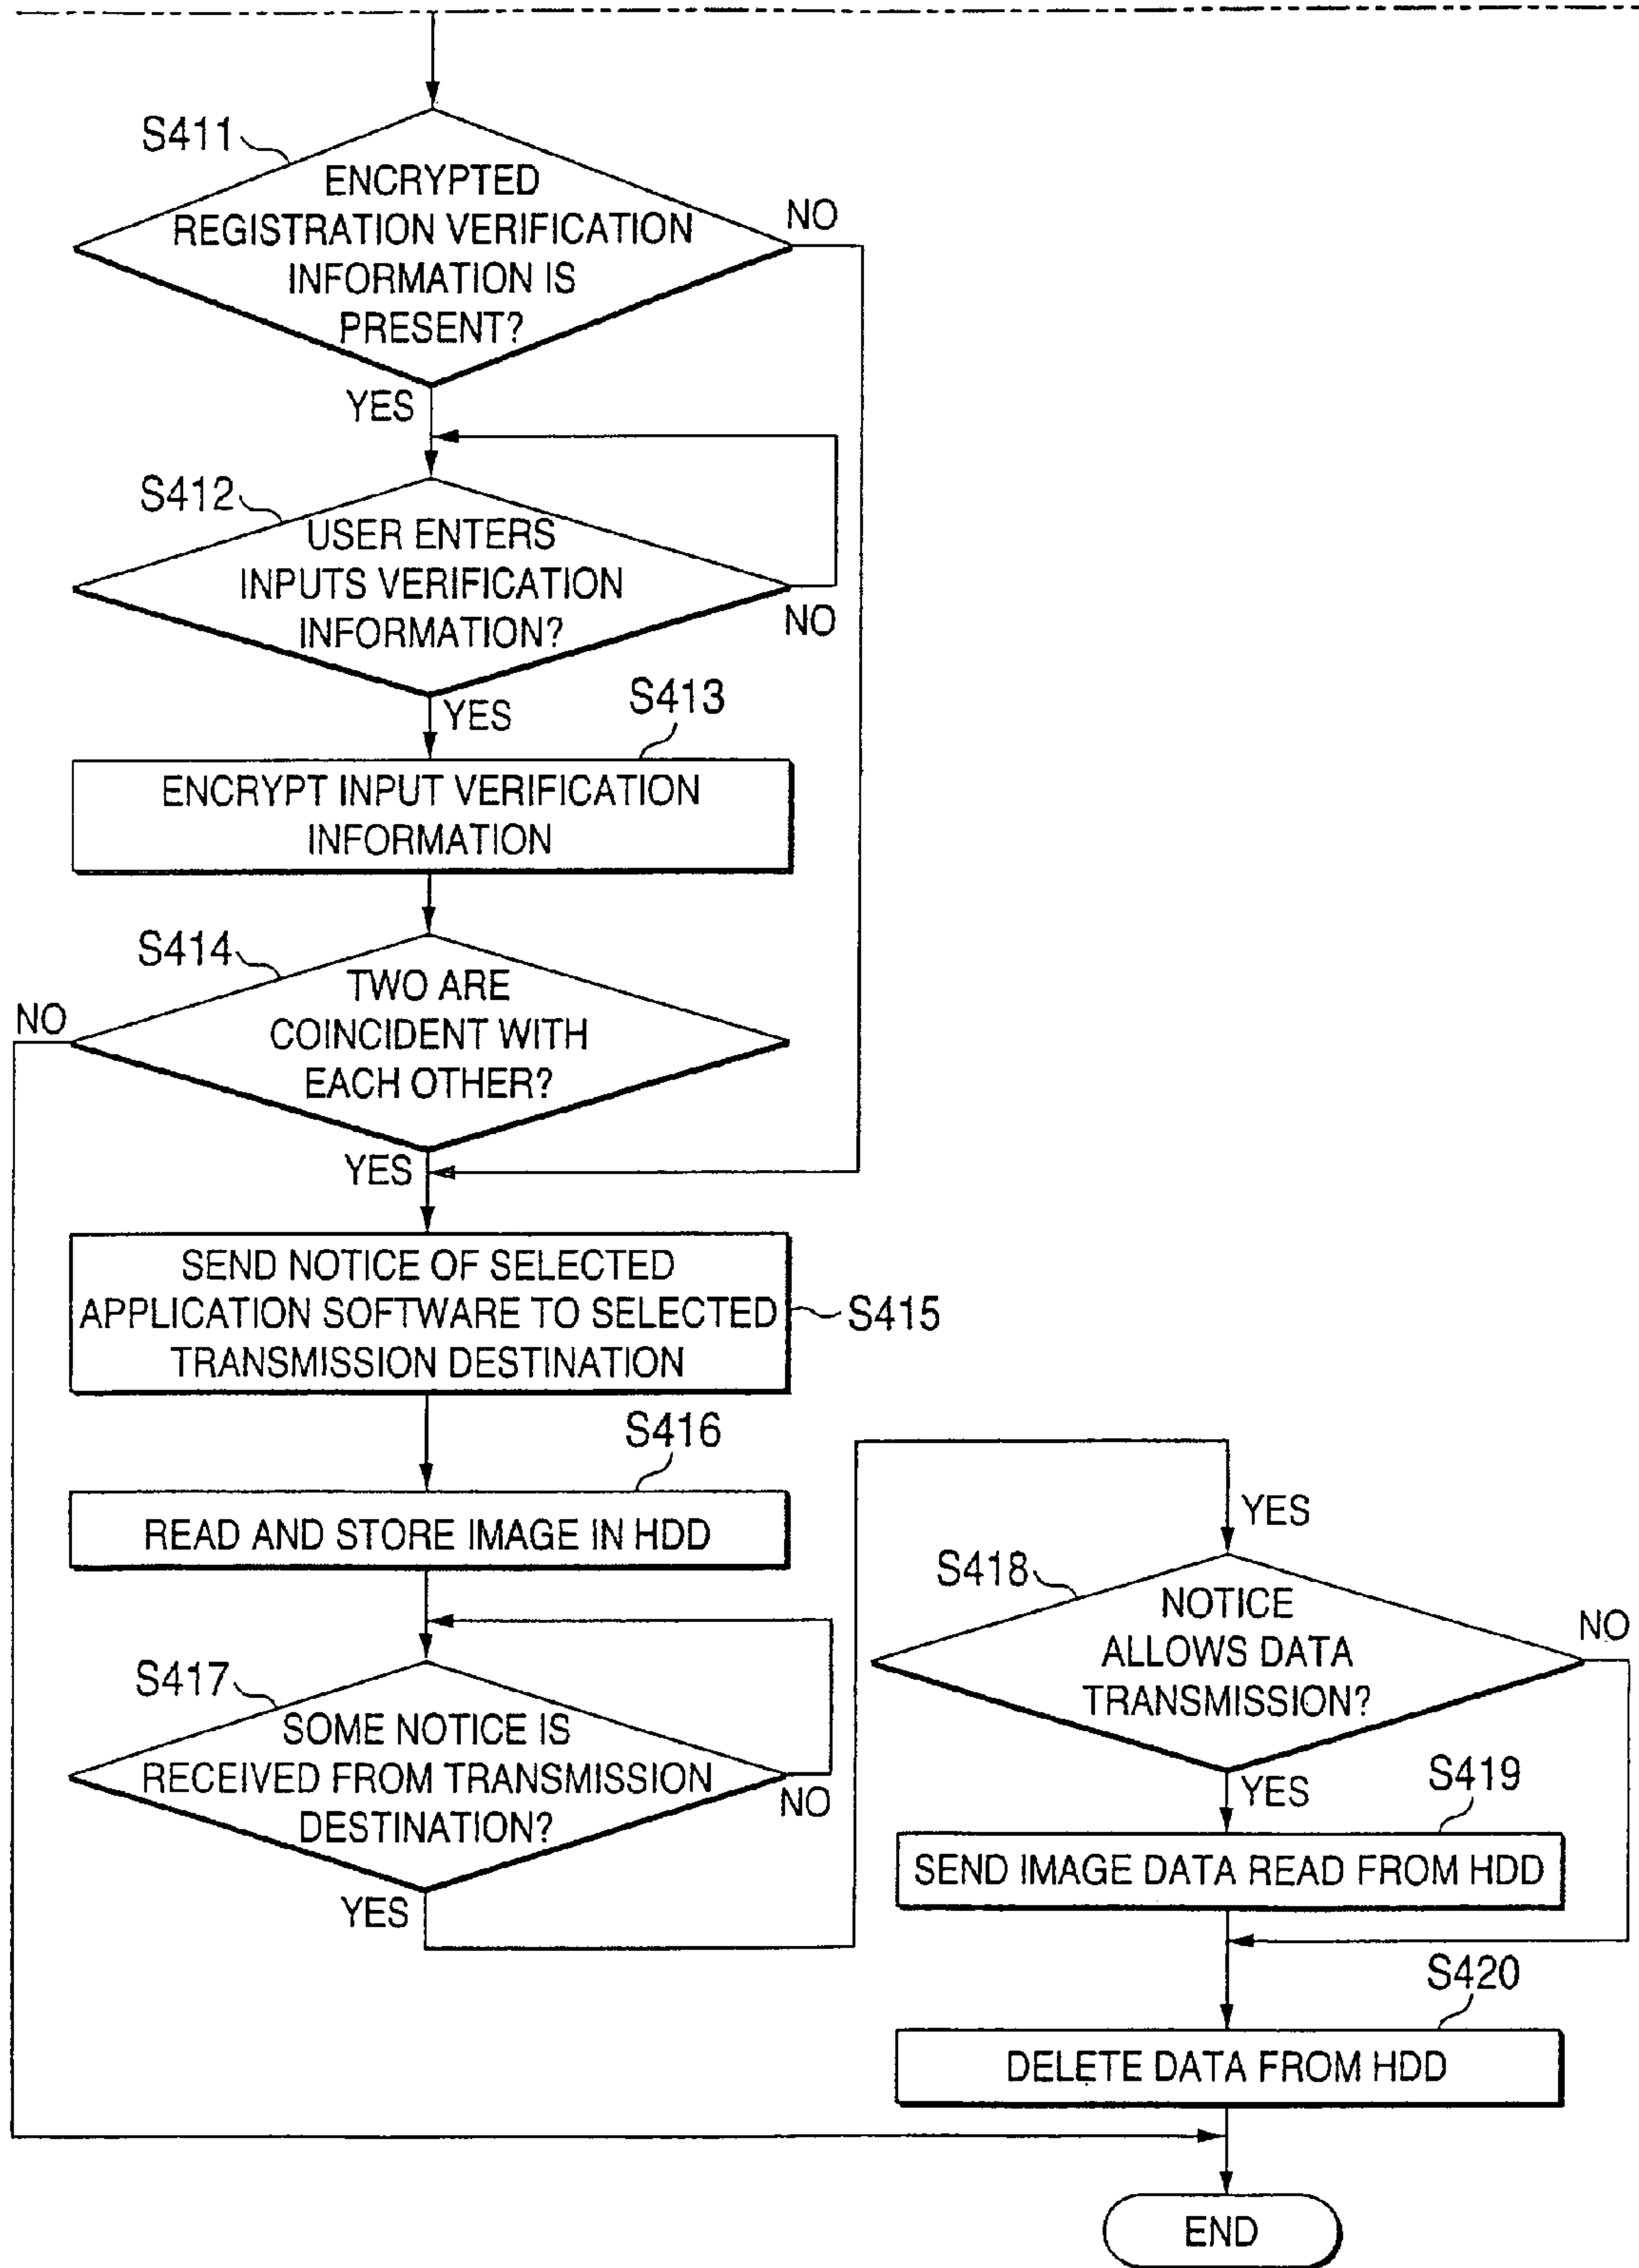 S411
ENCRYPTED
REGISTRATION VERIFICATION
INFORMATION IS
PRESENT?
NO
YES
S412
USER ENTERS
INPUTS VERIFICATION
INFORMATION?
NO
YES
S413
ENCRYPT INPUT VERIFICATION
INFORMATION
S414
TWO ARE
COINCIDENT WITH
EACH OTHER?
NO
YES
SEND NOTICE OF SELECTED
APPLICATION SOFTWARE TO SELECTED
TRANSMISSION DESTINATION
S415
S416
READ AND STORE IMAGE IN HDD
S417
SOME NOTICE IS
RECEIVED FROM TRANSMISSION
DESTINATION?
NO
YES
YES
S418
NOTICE
ALLOWS DATA
TRANSMISSION?
NO
YES
S419
SEND IMAGE DATA READ FROM HDD
S420
DELETE DATA FROM HDD
END